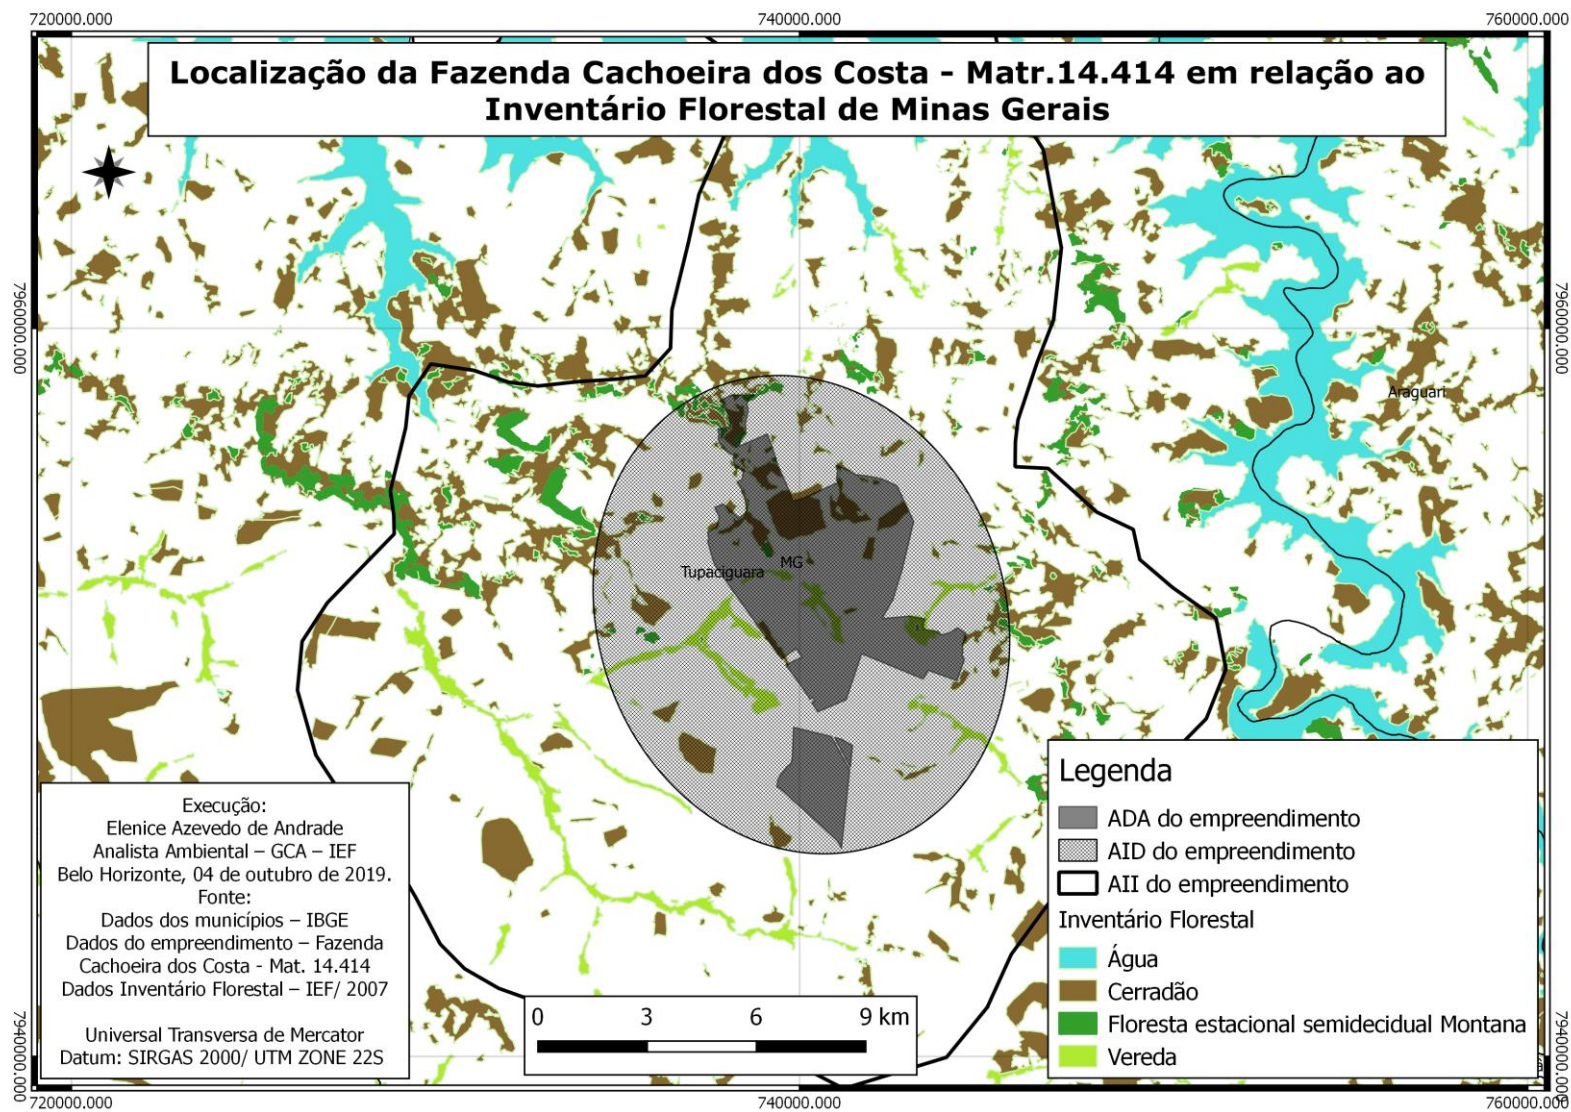 720000.000
740000.000
760000.000
Localização da Fazenda Cachoeira dos Costa - Matr.14.414 em relação ao
Inventário Florestal de Minas Gerais
7960000.000
7960000.000
Araguari
Tupaciguara
MG
Legenda
ADA do empreendimento
AID do empreendimento
AII do empreendimento
Inventário Florestal
Água
Cerradão
Floresta estacional semidecidual Montana
Vereda
Execução:
Elenice Azevedo de Andrade
Analista Ambiental – GCA – IEF
Belo Horizonte, 04 de outubro de 2019.
Fonte:
Dados dos municípios – IBGE
Dados do empreendimento – Fazenda
Cachoeira dos Costa - Mat. 14.414
Dados Inventário Florestal – IEF/ 2007
Universal Transversa de Mercator
Datum: SIRGAS 2000/ UTM ZONE 22S
0 3 6 9 km
7940000.000
7940000.000
720000.000
740000.000
760000.000